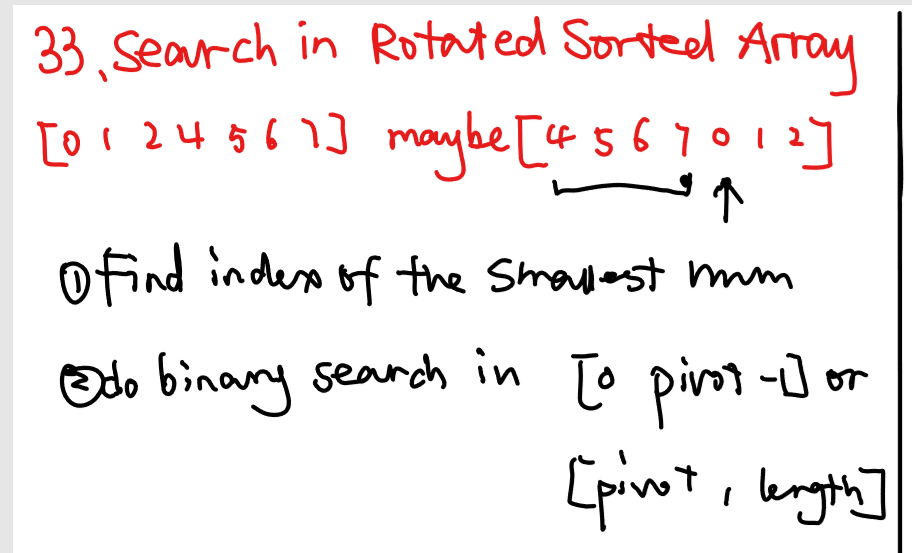 33. Search in Rotated Sorted Array
[0 1 2 4 5 6 7] maybe [4 5 6 7 0 1 2]
① Find index of the smallest num
② do binary search in [0 pivot -1] or
[pivot , length]